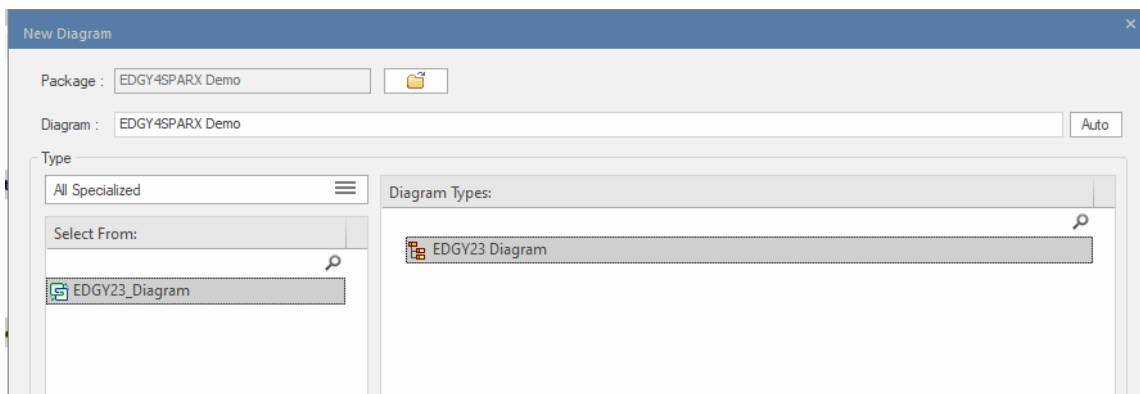 New Diagram
Package : EDGY4SPARX Demo
Diagram : EDGY4SPARX Demo Auto
Type
All Specialized
Diagram Types:
Select From:
EDGY23 Diagram
EDGY23_Diagram